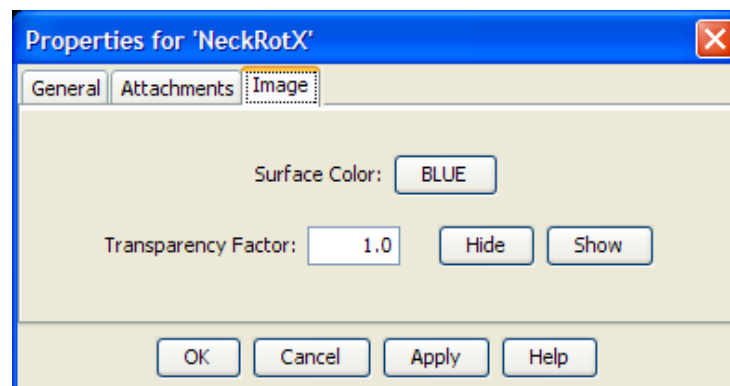 Properties for 'NeckRotX'
General Attachments Image
Surface Color: BLUE
Transparency Factor: 1.0 Hide Show
OK Cancel Apply Help